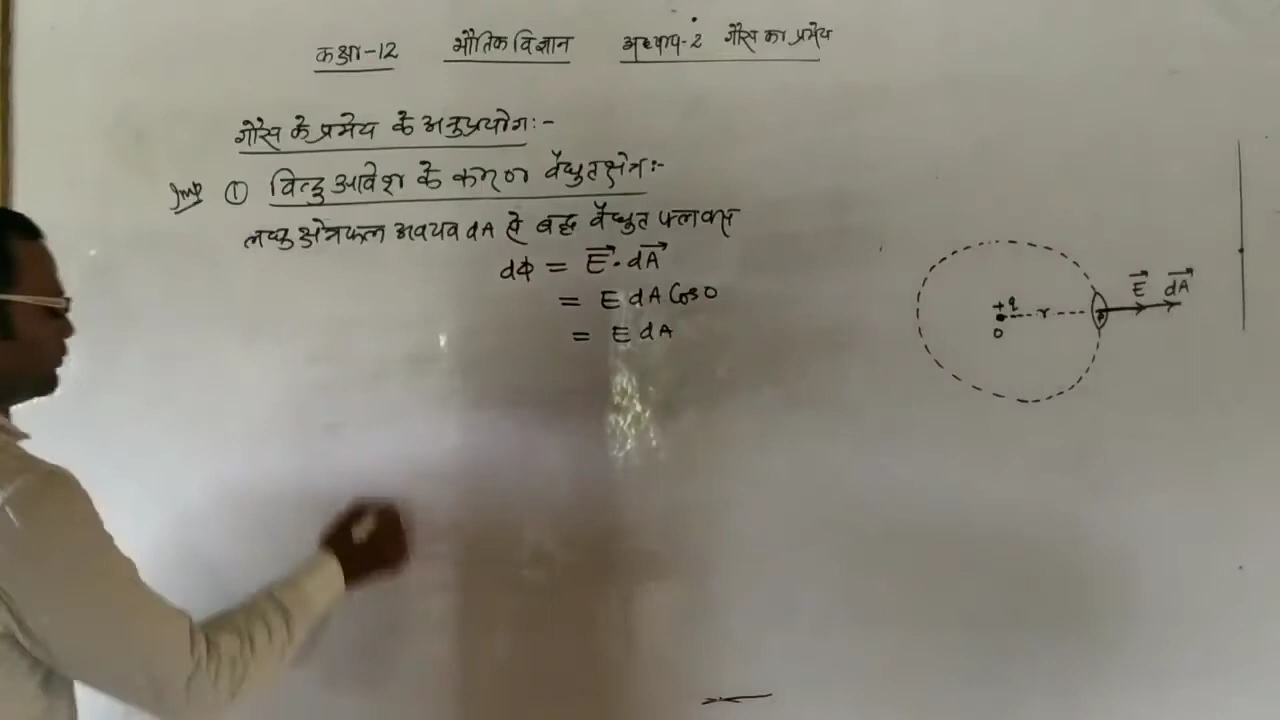 कक्षा-12 भौतिक विज्ञान अध्याय-2 गौस का प्रमेय
गौस के प्रमेय के अनुप्रयोग:-
Imp ① बिन्दु आवेश के कारण वैद्युत क्षेत्र:-
लघु क्षेत्रफल अवयव dA से बद्ध वैद्युत फ्लक्स
dΦ = E⃗ · dA⃗
= E dA Cos 0
= E dA
+q
O
r
E⃗ dA⃗